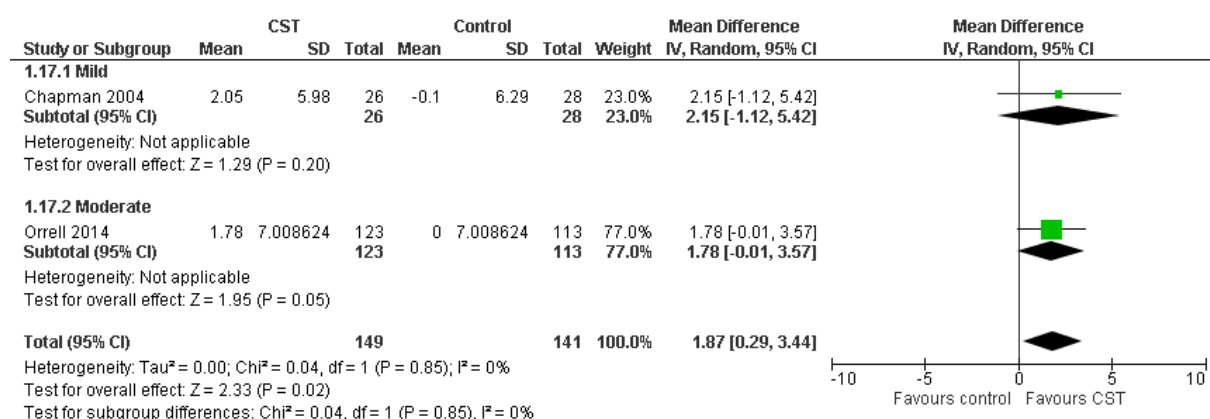 CST Control Mean Difference Mean Difference
Study or Subgroup Mean SD Total Mean SD Total Weight IV, Random, 95% CI IV, Random, 95% CI
1.17.1 Mild
Chapman 2004 2.05 5.98 26 -0.1 6.29 28 23.0% 2.15 [-1.12, 5.42]
Subtotal (95% CI) 26 28 23.0% 2.15 [-1.12, 5.42]
Heterogeneity: Not applicable
Test for overall effect: Z = 1.29 (P = 0.20)
1.17.2 Moderate
Orrell 2014 1.78 7.008624 123 0 7.008624 113 77.0% 1.78 [-0.01, 3.57]
Subtotal (95% CI) 123 113 77.0% 1.78 [-0.01, 3.57]
Heterogeneity: Not applicable
Test for overall effect: Z = 1.95 (P = 0.05)
Total (95% CI) 149 141 100.0% 1.87 [0.29, 3.44]
Heterogeneity: Tau² = 0.00; Chi² = 0.04, df = 1 (P = 0.85); I² = 0%
Test for overall effect: Z = 2.33 (P = 0.02)
Test for subgroup differences: Chi² = 0.04, df = 1 (P = 0.85), I² = 0%
-10 -5 0 5 10
Favours control Favours CST